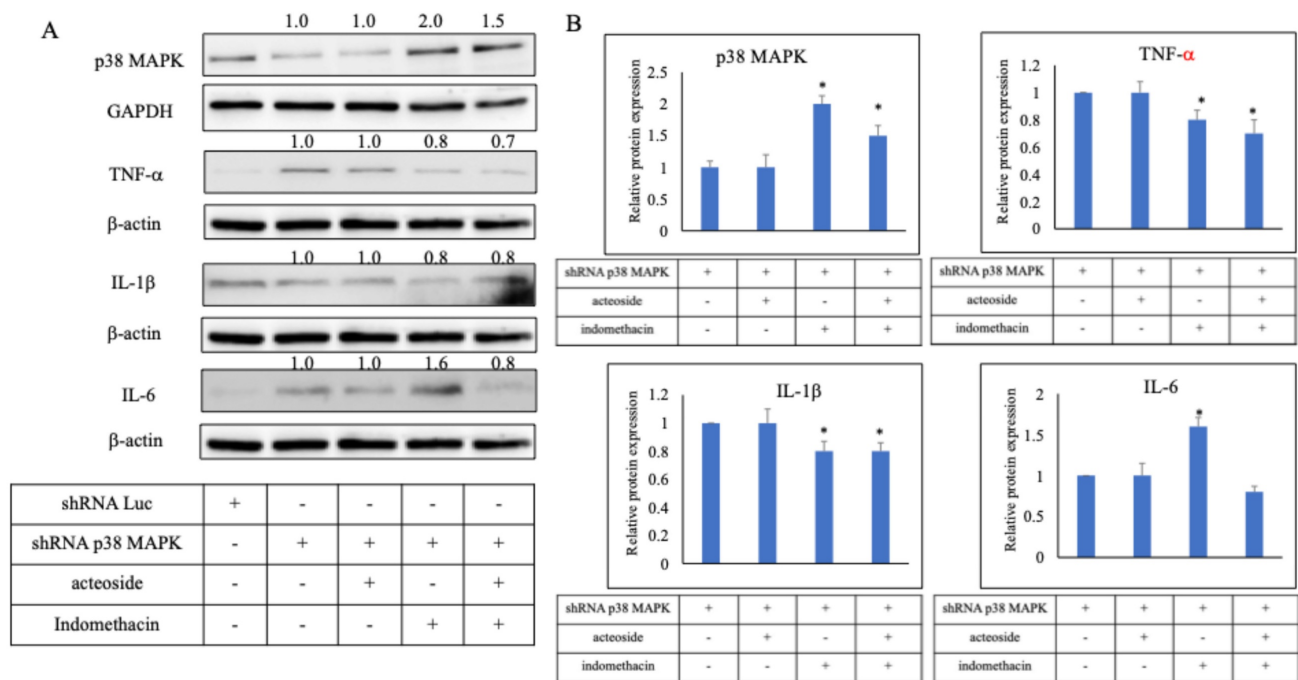 A
1.0 1.0 2.0 1.5
p38 MAPK
GAPDH
1.0 1.0 0.8 0.7
TNF-α
β-actin
1.0 1.0 0.8 0.8
IL-1β
β-actin
1.0 1.0 1.6 0.8
IL-6
β-actin
shRNA Luc + - - - -
shRNA p38 MAPK - + + + +
acteoside - - + - +
Indomethacin - - - + +
B
p38 MAPK
Relative protein expression
2.5
2
1.5
1
0.5
0
* *
shRNA p38 MAPK + + + +
acteoside - + - +
indomethacin - - + +
TNF-α
Relative protein expression
1.2
1
0.8
0.6
0.4
0.2
0
* *
shRNA p38 MAPK + + + +
acteoside - + - +
indomethacin - - + +
IL-1β
Relative protein expression
1.2
1
0.8
0.6
0.4
0.2
0
* *
shRNA p38 MAPK + + + +
acteoside - + - +
indomethacin - - + +
IL-6
Relative protein expression
2
1.5
1
0.5
0
*
shRNA p38 MAPK + + + +
acteoside - + - +
indomethacin - - + +